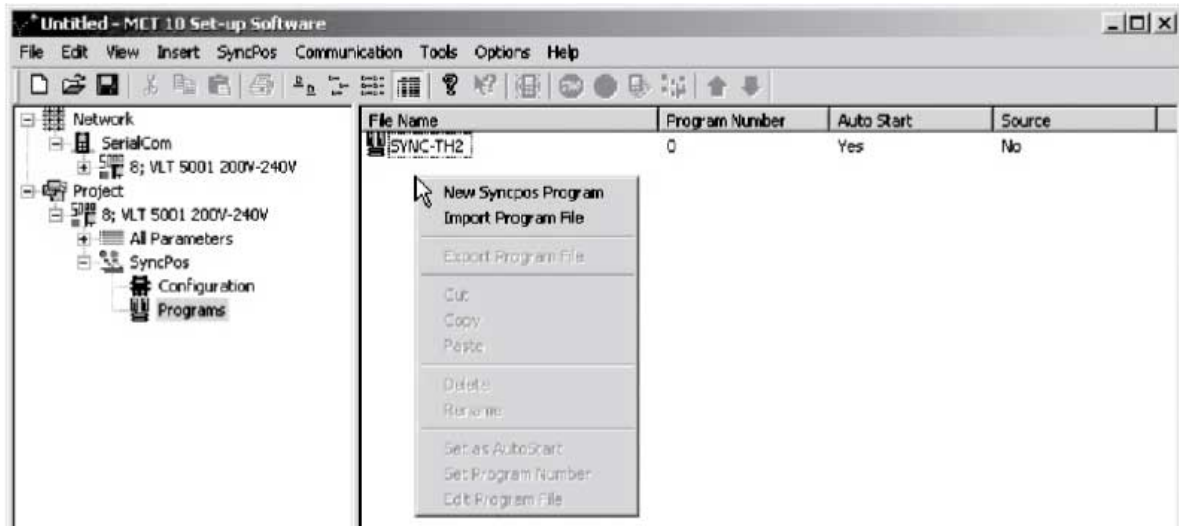 Untitled - MCT 10 Set-up Software
File Edit View Insert SyncPos Communication Tools Options Help
Network
SerialCom
8; VLT 5001 200V-240V
Project
8; VLT 5001 200V-240V
All Parameters
SyncPos
Configuration
Programs
File Name Program Number Auto Start Source
SYNC-TH2 0 Yes No
New Syncpos Program
Import Program File
Export Program File
Cut
Copy
Paste
Delete
Rename
Set as AutoStart
Set Program Number
Edit Program File